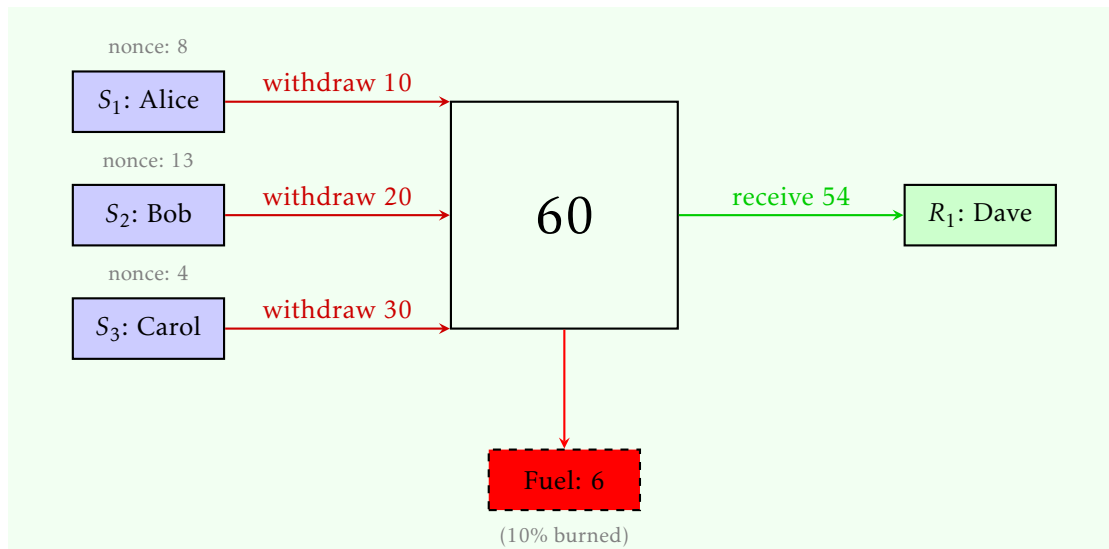 nonce: 8
S₁: Alice
withdraw 10
nonce: 13
S₂: Bob
withdraw 20
60
receive 54
R₁: Dave
nonce: 4
S₃: Carol
withdraw 30
Fuel: 6
(10% burned)